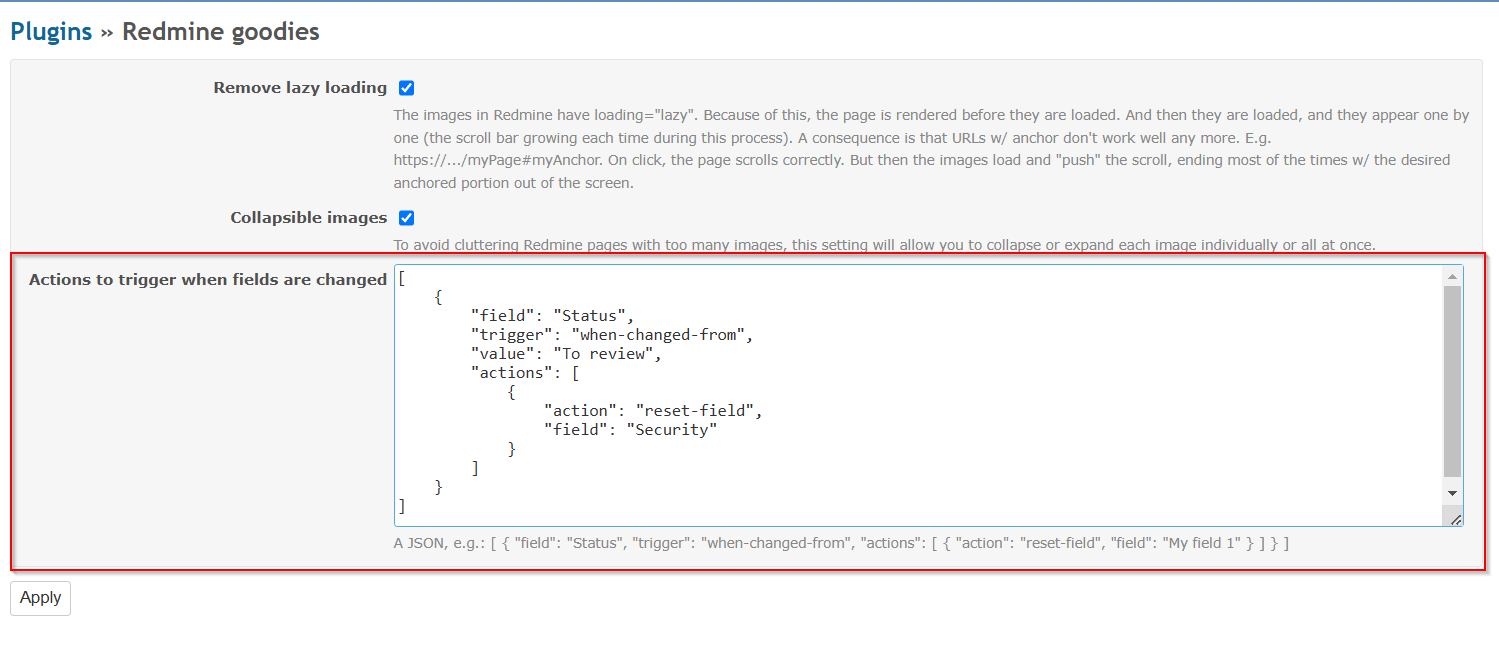 Plugins » Redmine goodies
Remove lazy loading
The images in Redmine have loading="lazy". Because of this, the page is rendered before they are loaded. And then they are loaded, and they appear one by
one (the scroll bar growing each time during this process). A consequence is that URLs w/ anchor don't work well any more. E.g.
https://.../myPage#myAnchor. On click, the page scrolls correctly. But then the images load and "push" the scroll, ending most of the times w/ the desired
anchored portion out of the screen.
Collapsible images
To avoid cluttering Redmine pages with too many images, this setting will allow you to collapse or expand each image individually or all at once.
Actions to trigger when fields are changed
[
    {
        "field": "Status",
        "trigger": "when-changed-from",
        "value": "To review",
        "actions": [
            {
                "action": "reset-field",
                "field": "Security"
            }
        ]
    }
]
A JSON, e.g.: [ { "field": "Status", "trigger": "when-changed-from", "actions": [ { "action": "reset-field", "field": "My field 1" } ] } ]
Apply